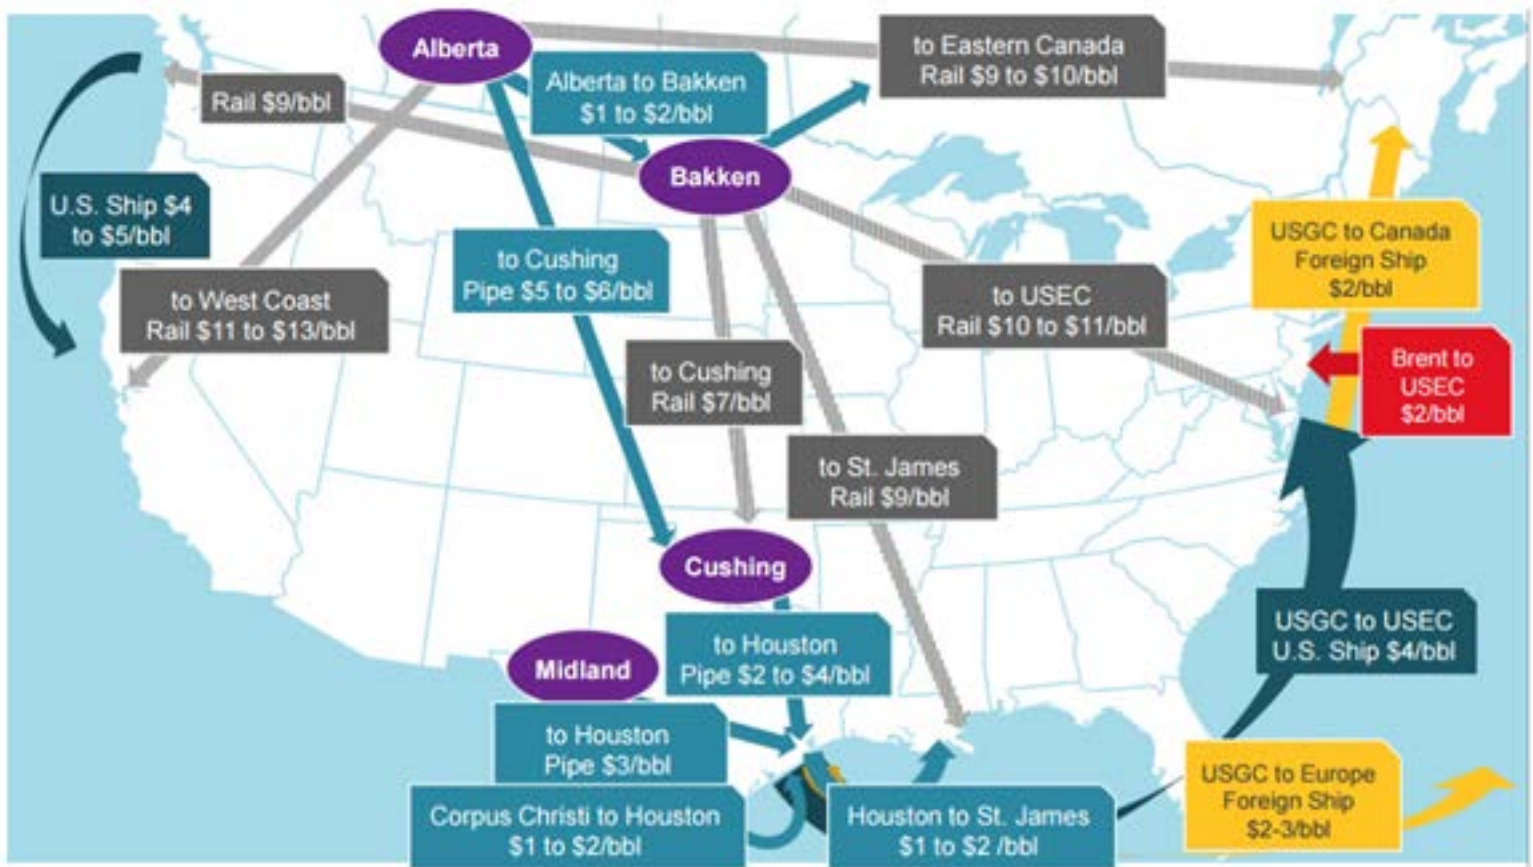 Alberta
to Eastern Canada
Rail $9 to $10/bbl
Alberta to Bakken
$1 to $2/bbl
Rail $9/bbl
Bakken
U.S. Ship $4
to $5/bbl
to Cushing
Pipe $5 to $6/bbl
USGC to Canada
Foreign Ship
$2/bbl
to West Coast
Rail $11 to $13/bbl
to USEC
Rail $10 to $11/bbl
to Cushing
Rail $7/bbl
Brent to
USEC
$2/bbl
to St. James
Rail $9/bbl
Cushing
USGC to USEC
U.S. Ship $4/bbl
to Houston
Pipe $2 to $4/bbl
Midland
to Houston
Pipe $3/bbl
USGC to Europe
Foreign Ship
$2-3/bbl
Corpus Christi to Houston
$1 to $2/bbl
Houston to St. James
$1 to $2 /bbl